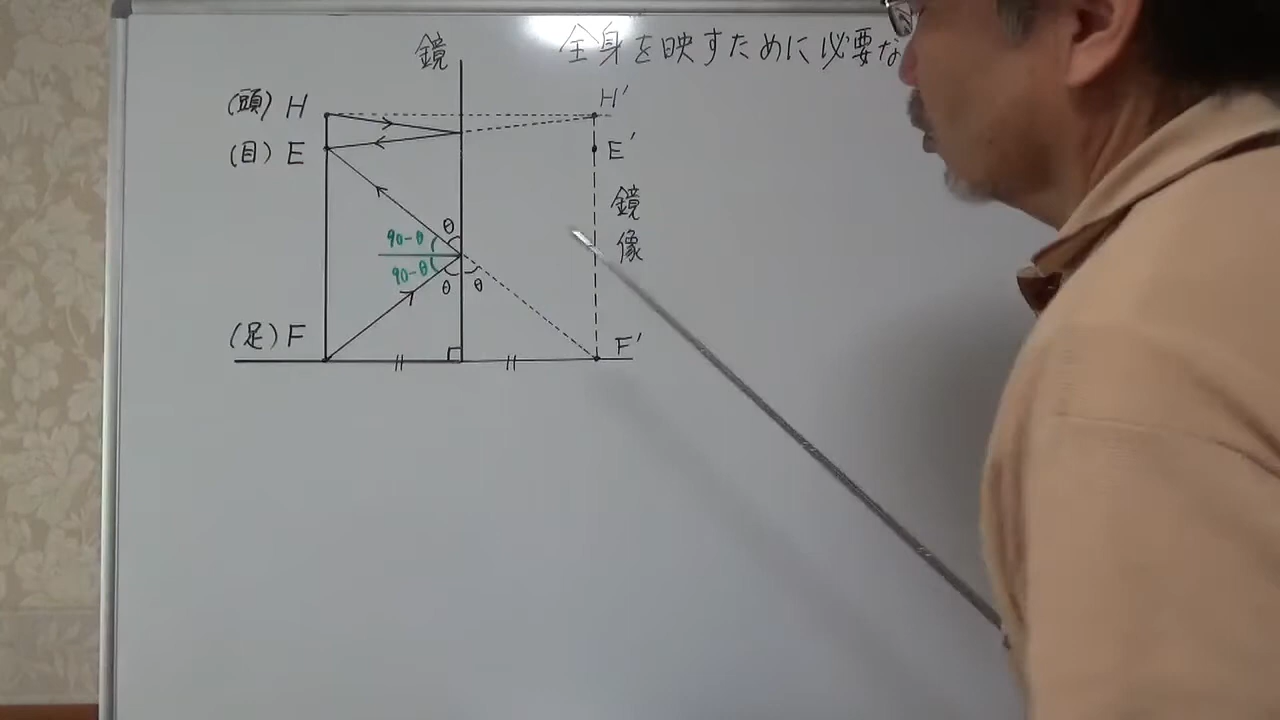 全身を映すために必要な
鏡
(頭) H
H'
(目) E
E'
鏡
像
θ
90-θ
90-θ
θ
θ
(足) F
F'